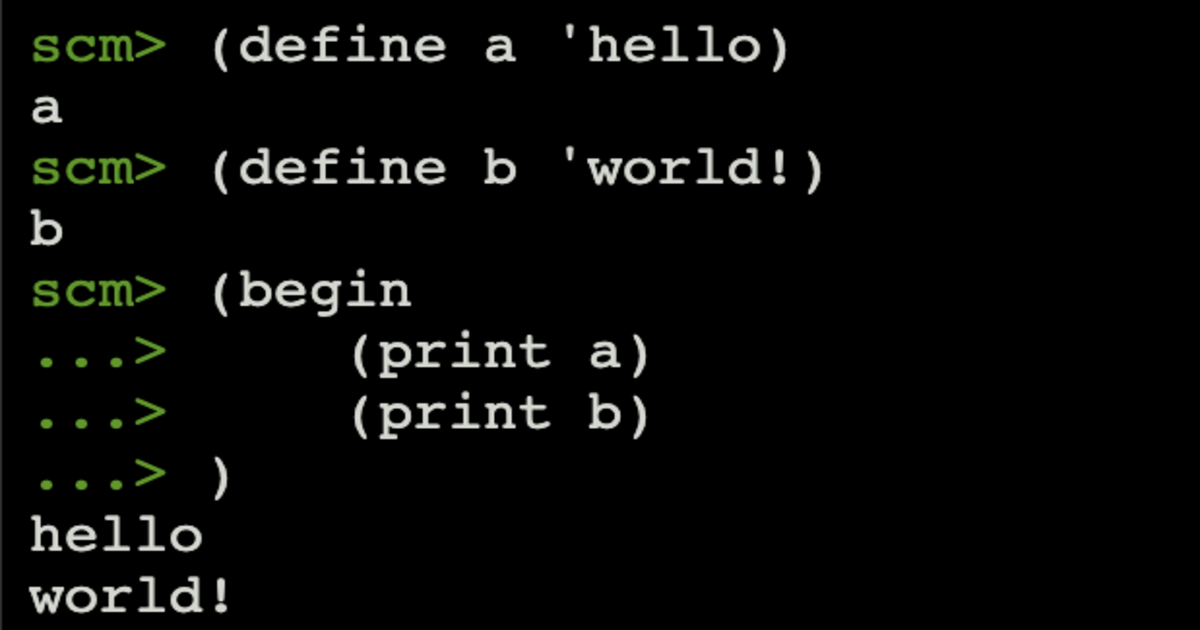 scm> (define a 'hello)
a
scm> (define b 'world!)
b
scm> (begin
...>     (print a)
...>     (print b)
...> )
hello
world!